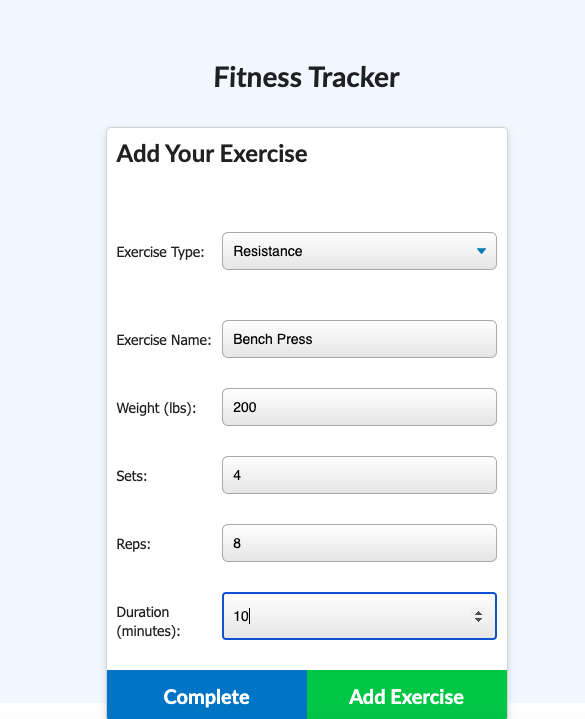 Fitness Tracker
Add Your Exercise
Exercise Type: Resistance
Exercise Name: Bench Press
Weight (lbs): 200
Sets: 4
Reps: 8
Duration
(minutes): 10
Complete Add Exercise